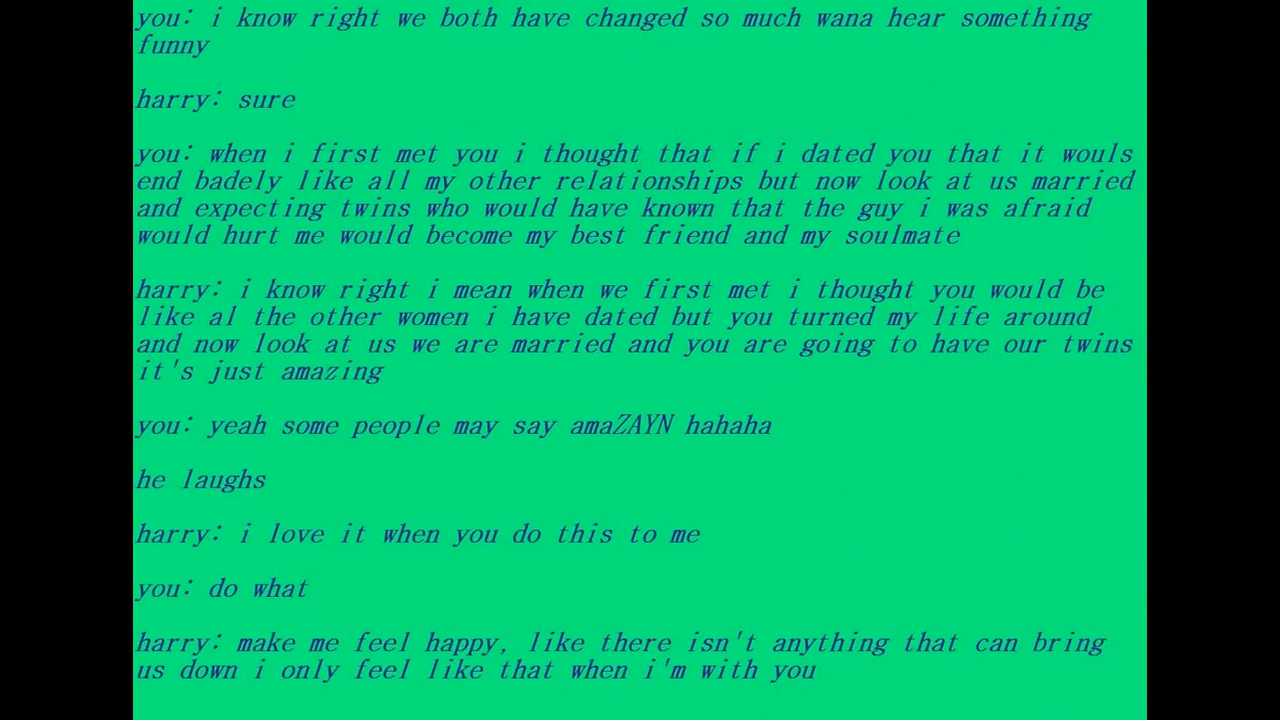 you: i know right we both have changed so much wana hear something
funny
harry: sure
you: when i first met you i thought that if i dated you that it wouls
end badely like all my other relationships but now look at us married
and expecting twins who would have known that the guy i was afraid
would hurt me would become my best friend and my soulmate
harry: i know right i mean when we first met i thought you would be
like al the other women i have dated but you turned my life around
and now look at us we are married and you are going to have our twins
it's just amazing
you: yeah some people may say amaZAYN hahaha
he laughs
harry: i love it when you do this to me
you: do what
harry: make me feel happy, like there isn't anything that can bring
us down i only feel like that when i'm with you